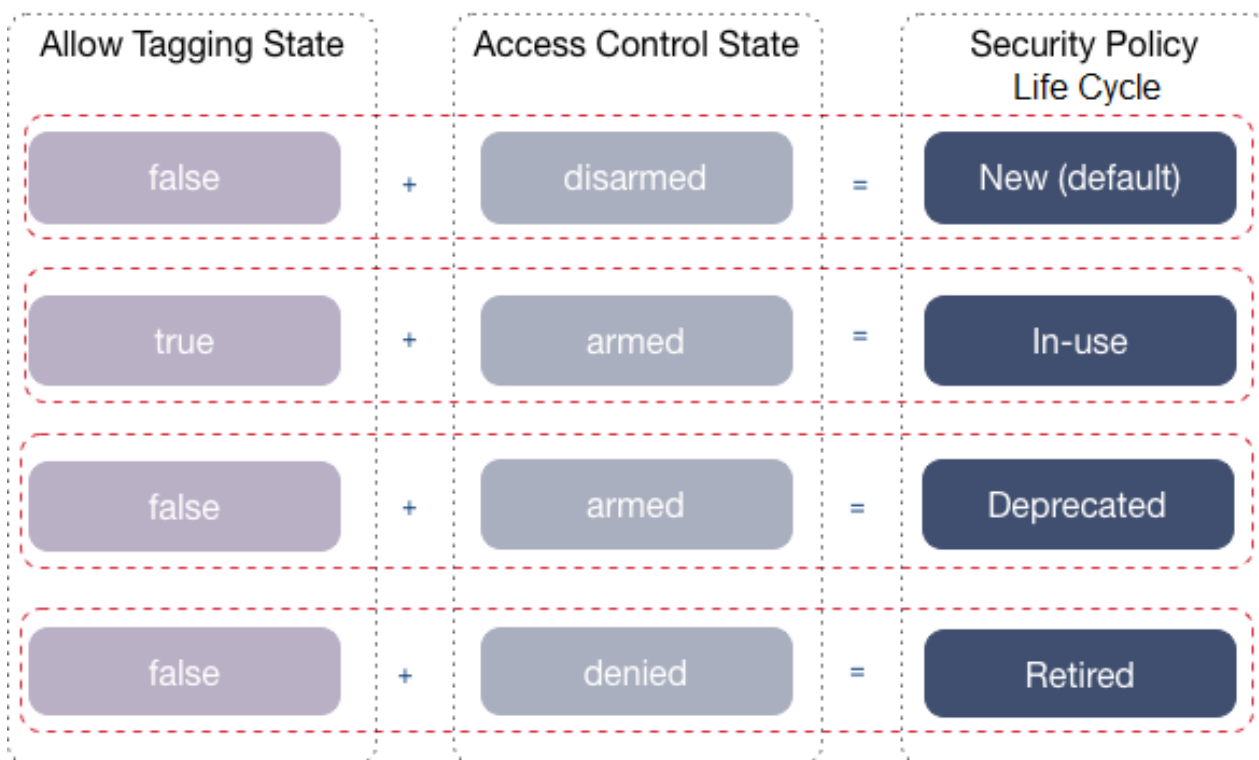 Allow Tagging State
Access Control State
Security Policy
Life Cycle
false + disarmed = New (default)
true + armed = In-use
false + armed = Deprecated
false + denied = Retired